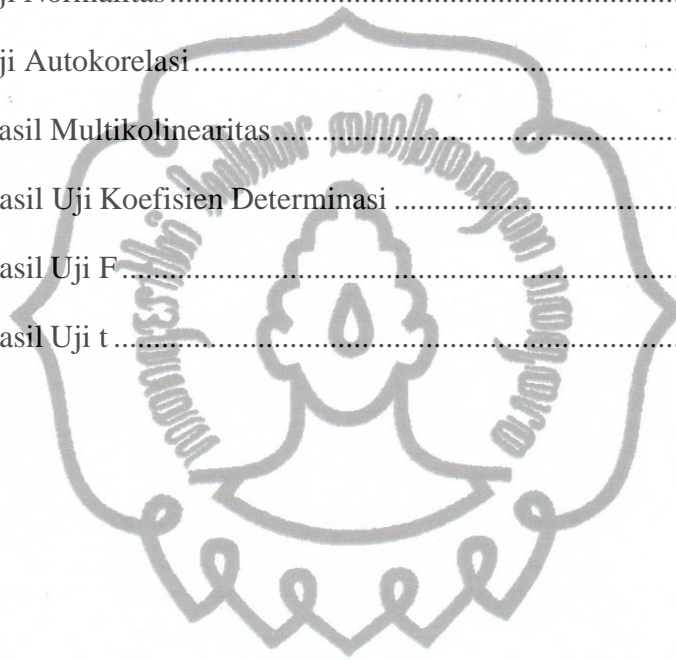 ji Normalitas................................................................
ji Autokorelasi.............................................................
asil Multikolinearitas...................................................
asil Uji Koefisien Determinasi ....................................
asil Uji F......................................................................
asil Uji t .......................................................................